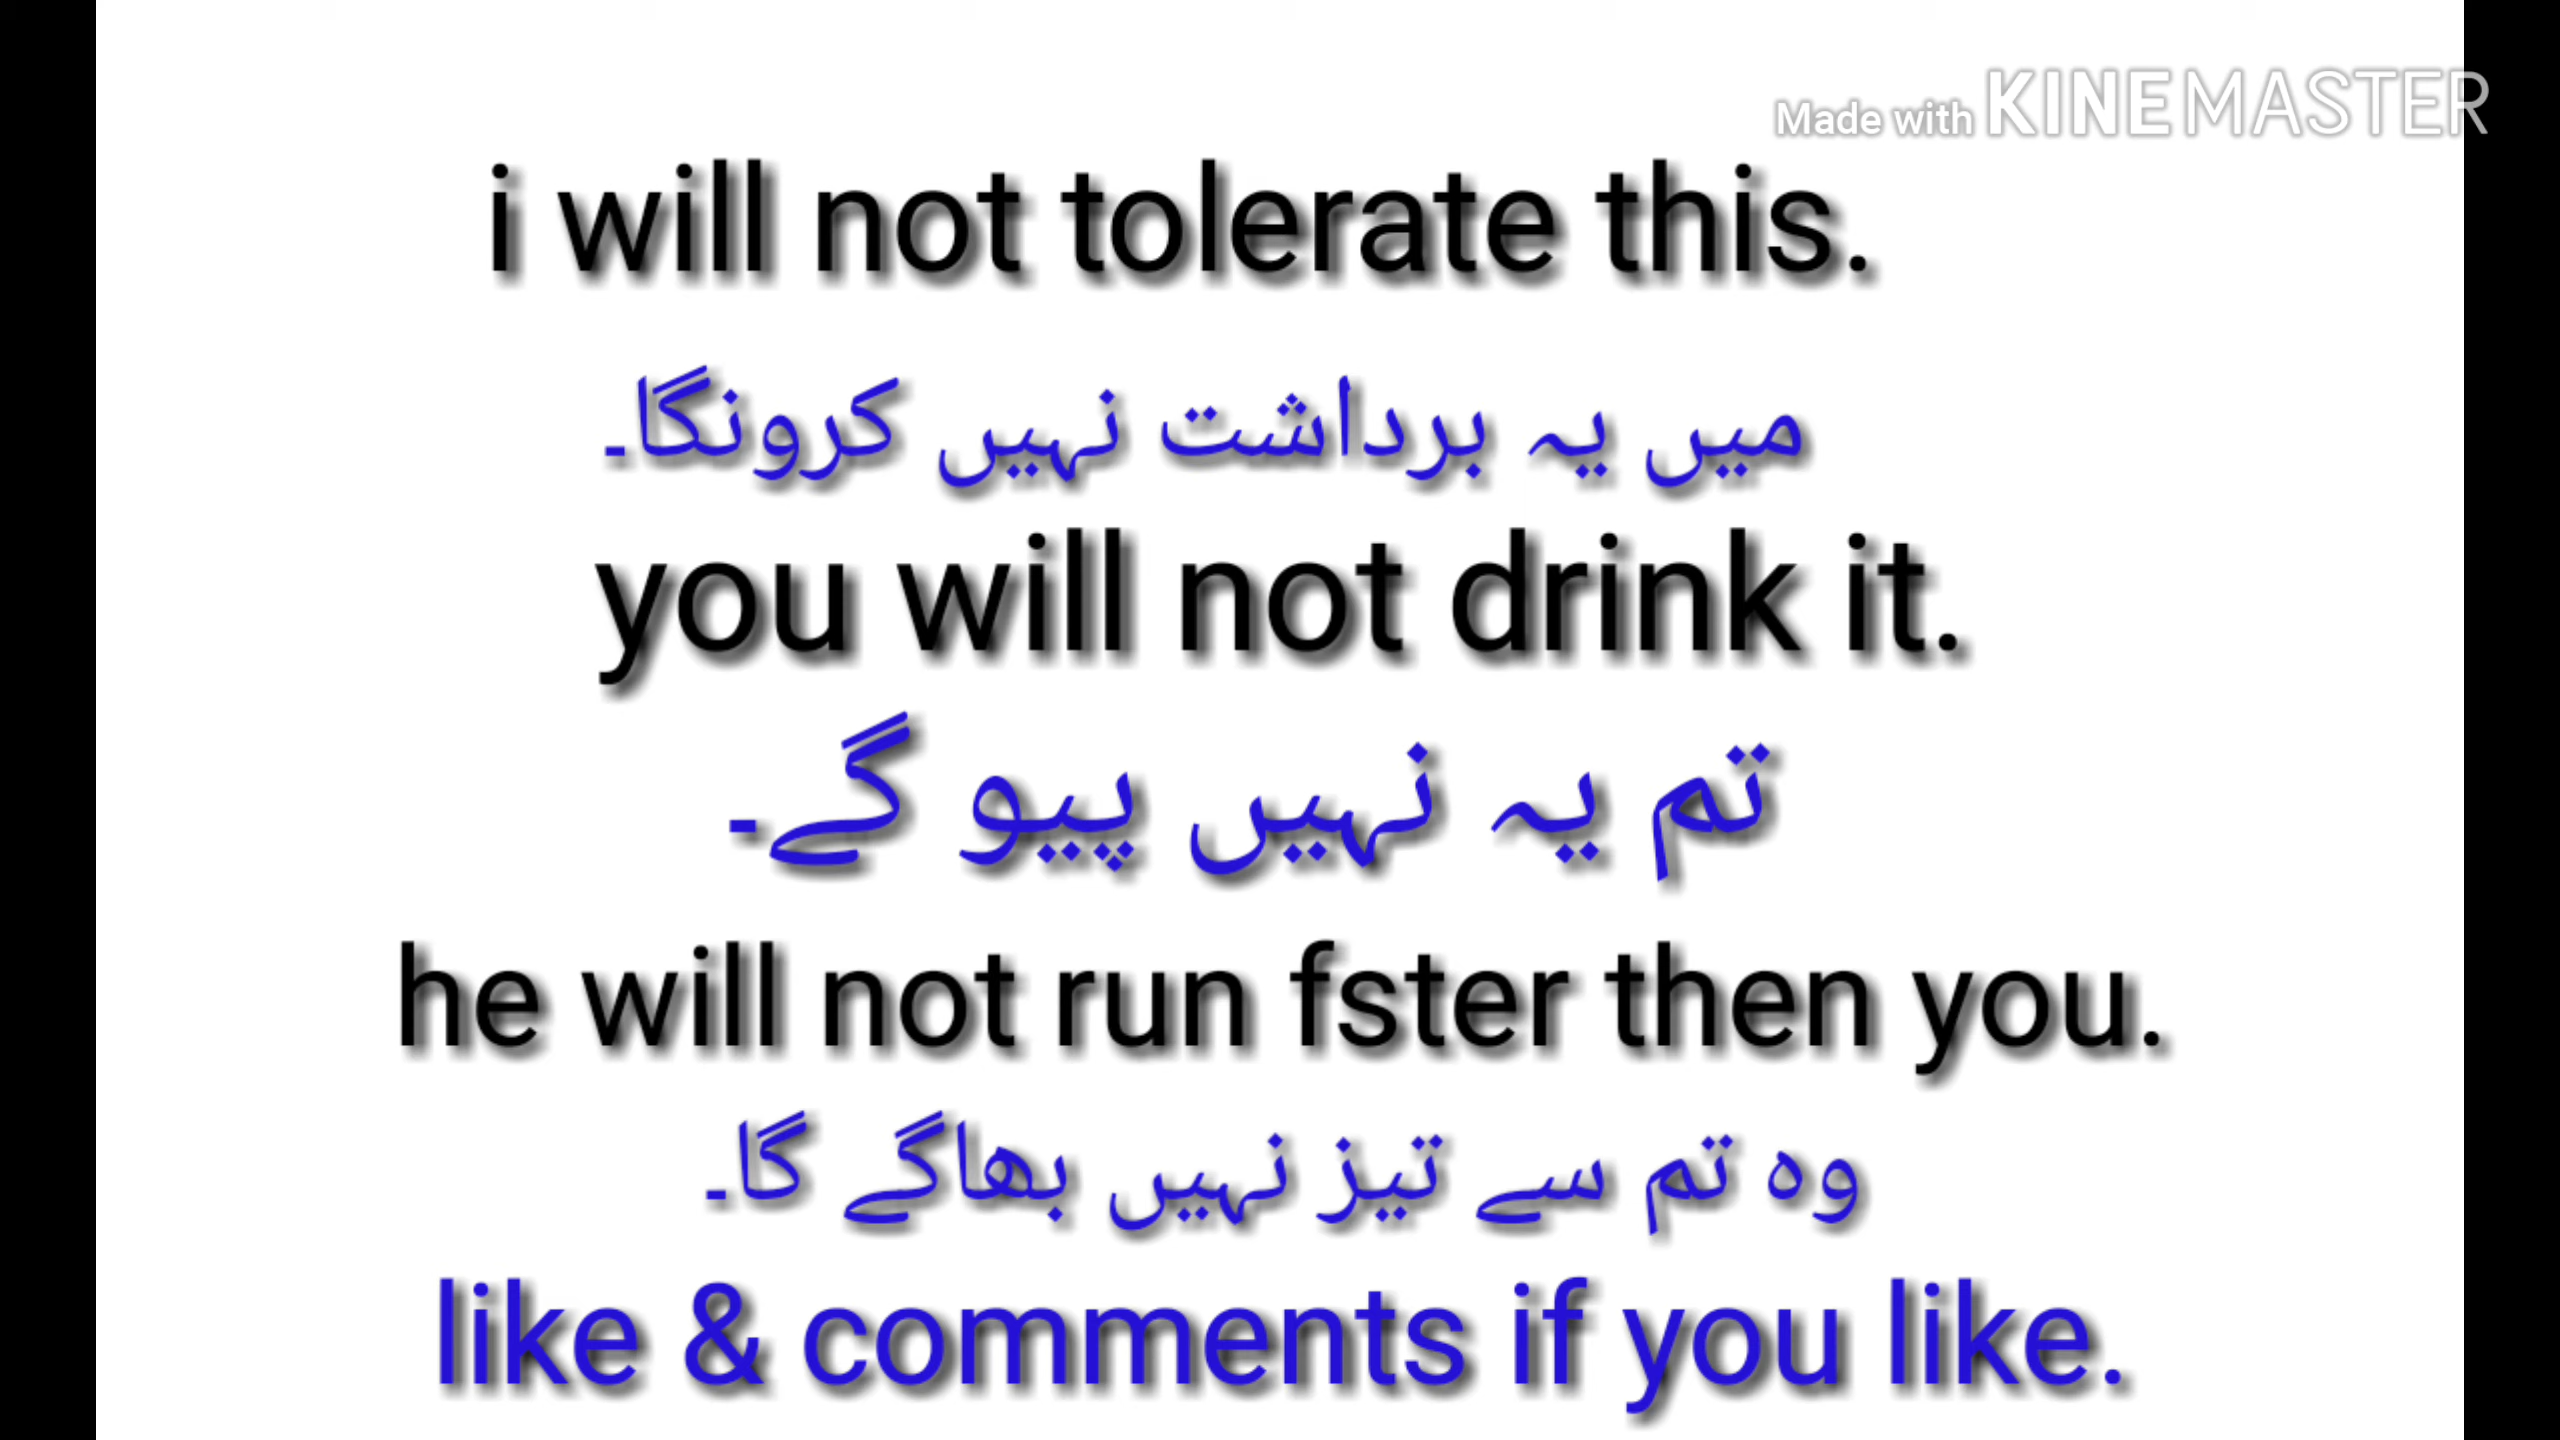 Made with KINEMASTER
i will not tolerate this.
میں یہ برداشت نہیں کرونگا۔
you will not drink it.
تم یہ نہیں پیو گے۔
he will not run fster then you.
وہ تم سے تیز نہیں بھاگے گا۔
like & comments if you like.